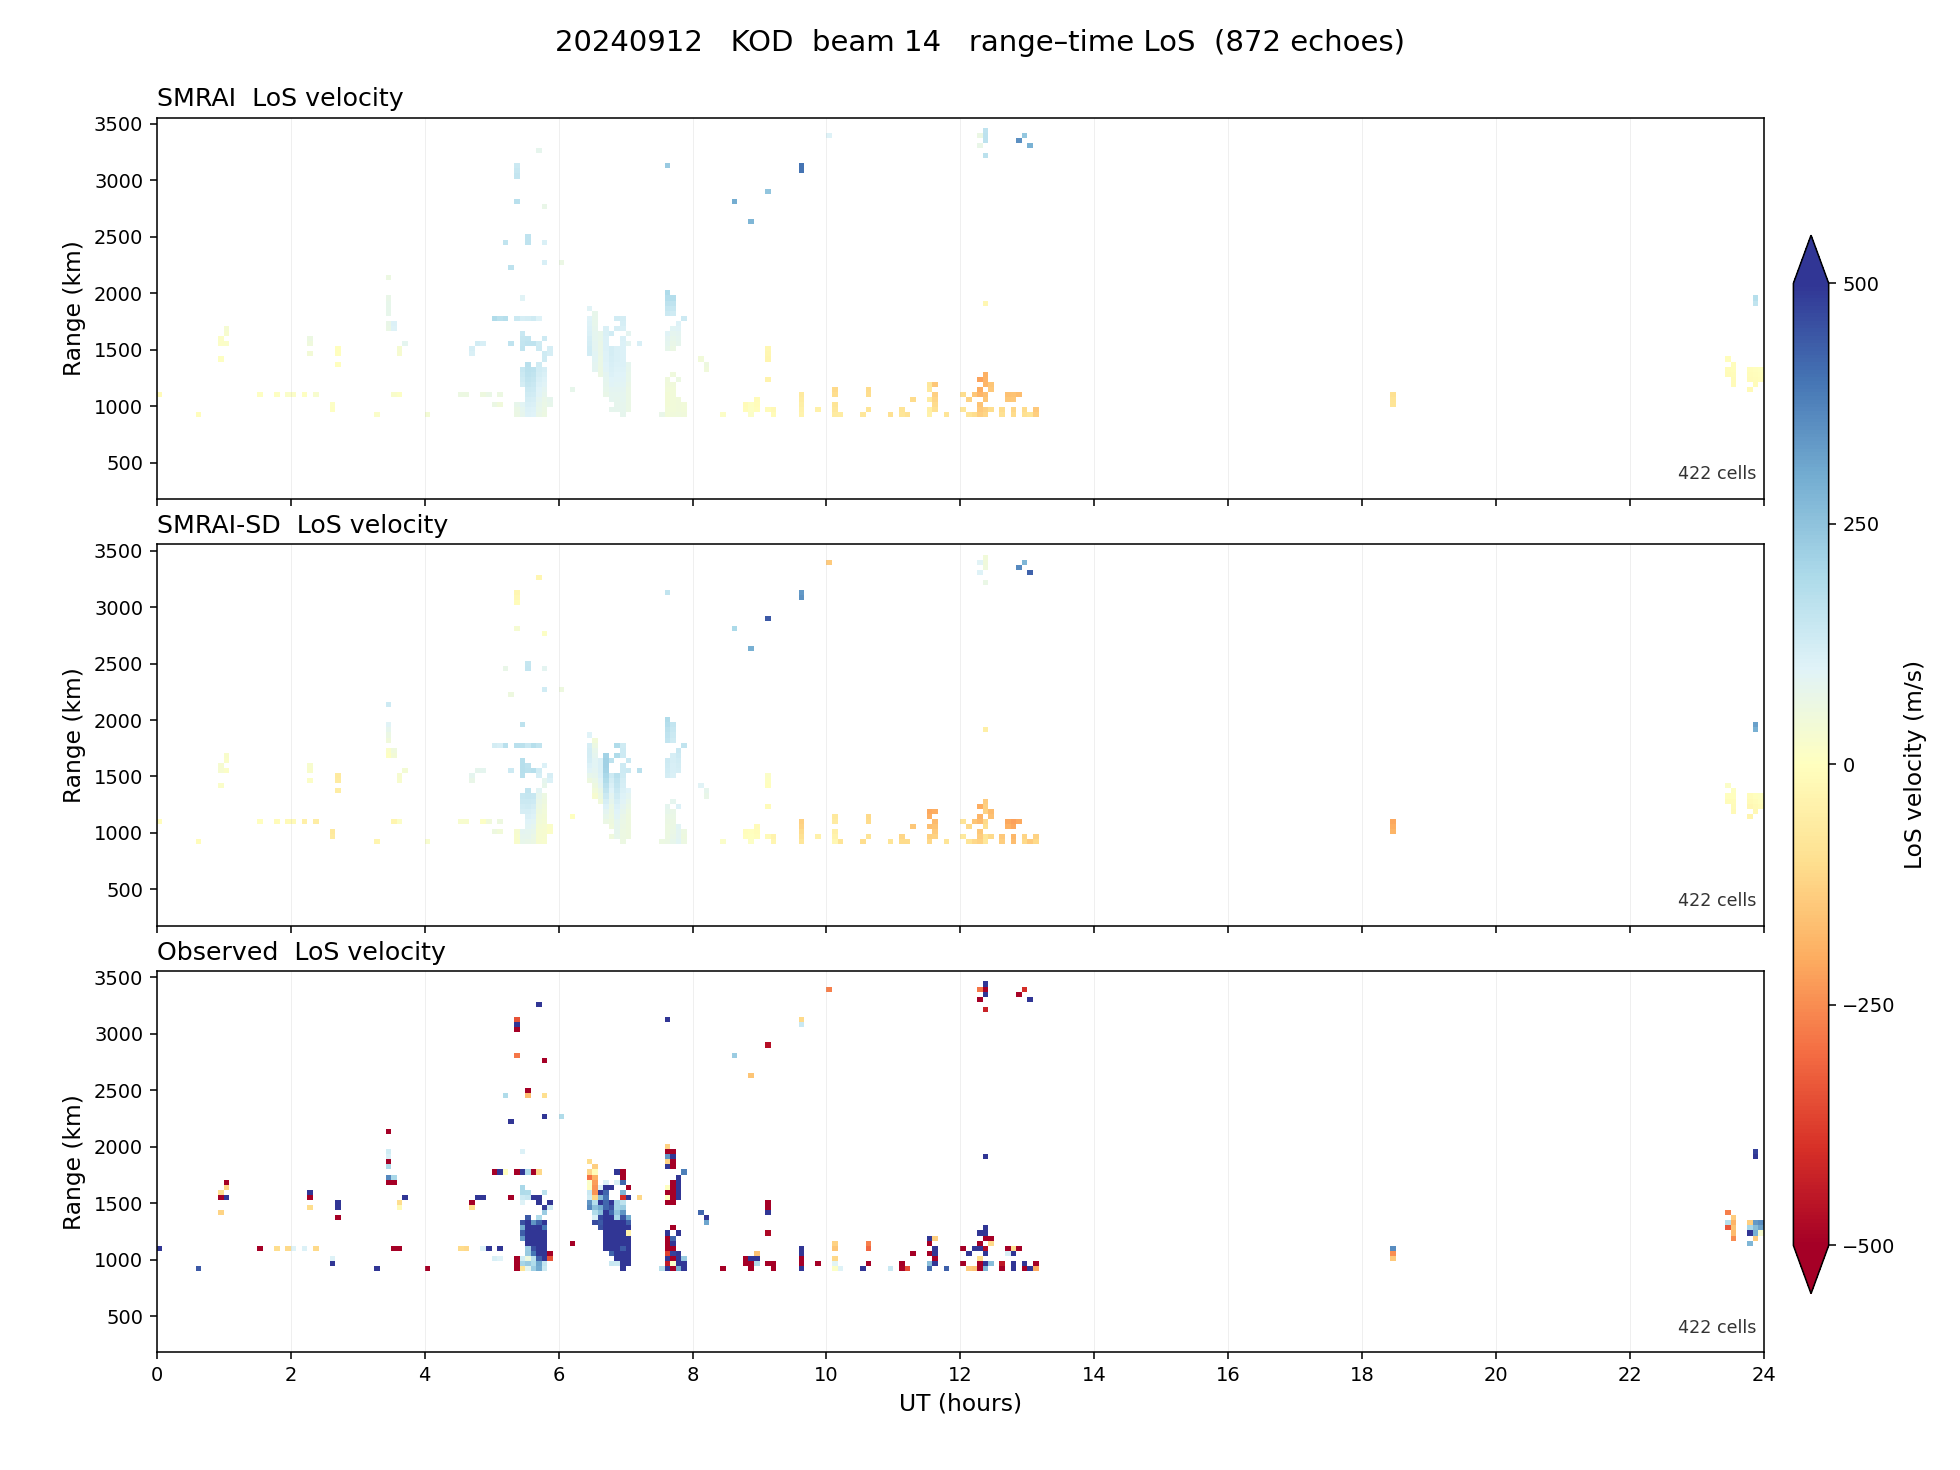 20240912   KOD  beam 14   range–time LoS  (872 echoes)
SMRAI  LoS velocity
3500
3000
2500
2000
1500
1000
500
Range (km)
422 cells
SMRAI-SD  LoS velocity
3500
3000
2500
2000
1500
1000
500
Range (km)
422 cells
Observed  LoS velocity
3500
3000
2500
2000
1500
1000
500
Range (km)
422 cells
0 2 4 6 8 10 12 14 16 18 20 22 24
UT (hours)
500
250
0
−250
−500
LoS velocity (m/s)